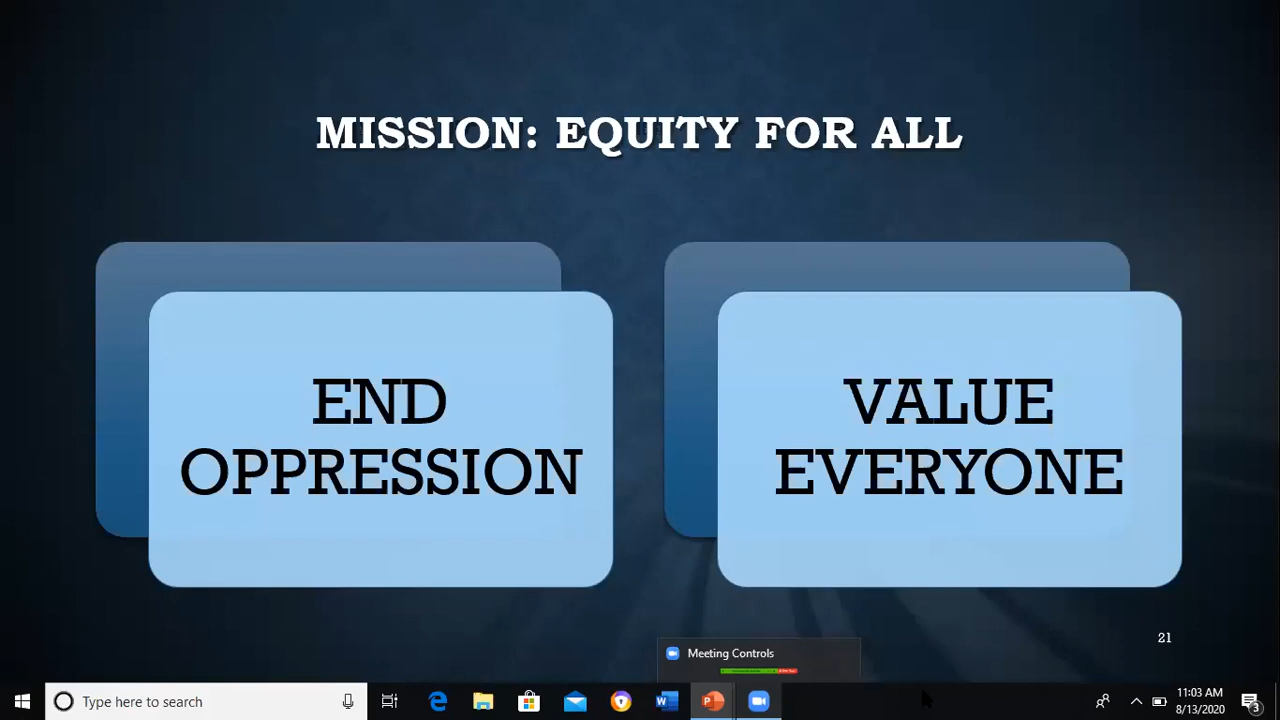 MISSION: EQUITY FOR ALL
END
OPPRESSION
VALUE
EVERYONE
21
Meeting Controls
Type here to search
11:03 AM
8/13/2020
3